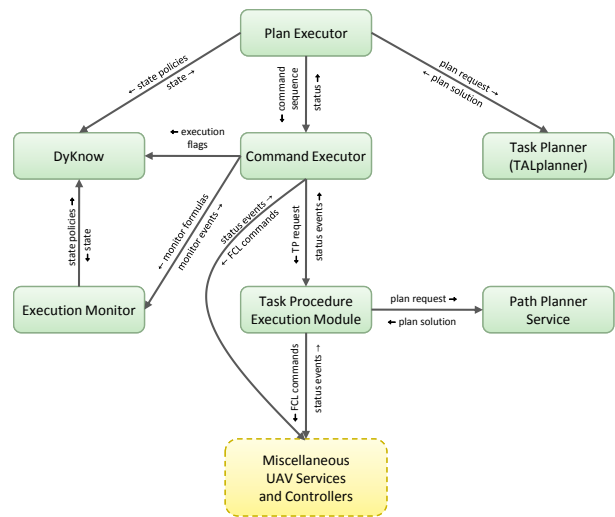 Plan Executor
← state policies
state →
← command
sequence
status →
plan request →
← plan solution
DyKnow
← execution
flags
Command Executor
Task Planner
(TALplanner)
state policies →
← state
← monitor formulas
monitor events →
status events →
← FCL commands
← TP request
status events →
Execution Monitor
Task Procedure
Execution Module
plan request →
← plan solution
Path Planner
Service
← FCL commands
status events →
Miscellaneous
UAV Services
and Controllers